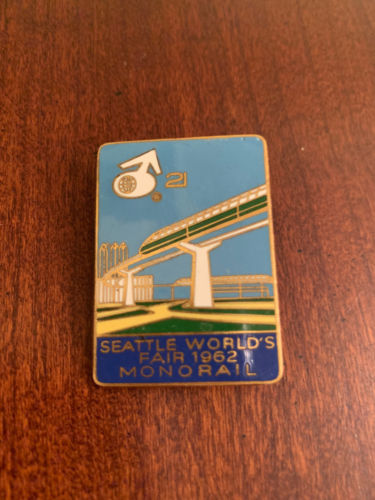 21
SEATTLE WORLD'S
FAIR 1962
MONORAIL